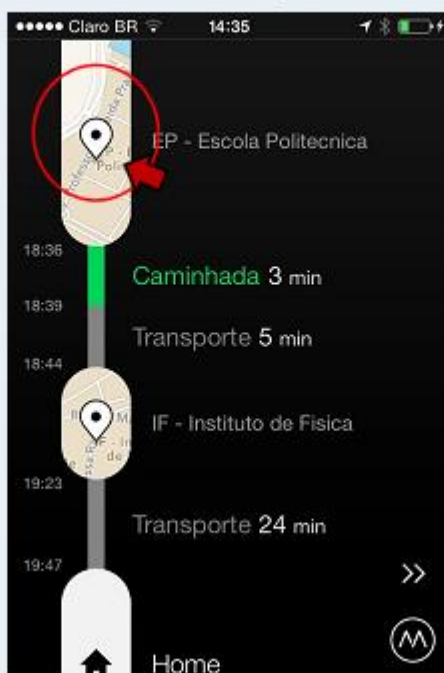 Claro BR 14:35
EP - Escola Politecnica
18:36
Caminhada 3 min
18:39
Transporte 5 min
18:44
IF - Instituto de Fisica
19:23
Transporte 24 min
19:47
Home